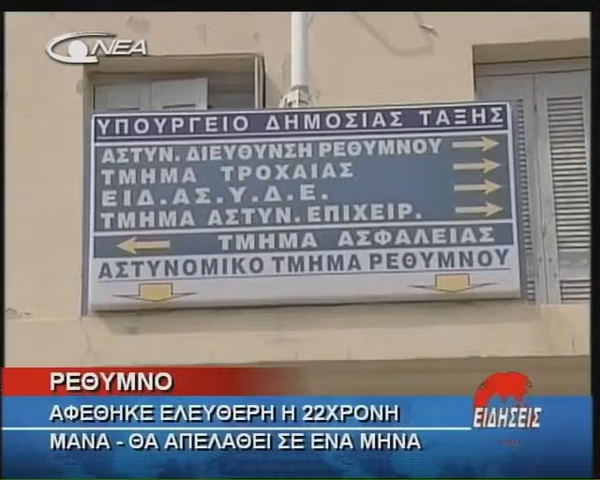 ΝΕΑ
ΥΠΟΥΡΓΕΙΟ ΔΗΜΟΣΙΑΣ ΤΑΞΗΣ
ΑΣΤΥΝ. ΔΙΕΥΘΥΝΣΗ ΡΕΘΥΜΝΟΥ
ΤΜΗΜΑ ΤΡΟΧΑΙΑΣ
ΕΙΔ.ΑΣ.Υ.Δ.Ε.
ΤΜΗΜΑ ΑΣΤΥΝ. ΕΠΙΧΕΙΡ.
ΤΜΗΜΑ ΑΣΦΑΛΕΙΑΣ
ΑΣΤΥΝΟΜΙΚΟ ΤΜΗΜΑ ΡΕΘΥΜΝΟΥ
ΡΕΘΥΜΝΟ
ΑΦΕΘΗΚΕ ΕΛΕΥΘΕΡΗ Η 22ΧΡΟΝΗ
ΜΑΝΑ - ΘΑ ΑΠΕΛΑΘΕΙ ΣΕ ΕΝΑ ΜΗΝΑ
ΕΙΔΗΣΕΙΣ